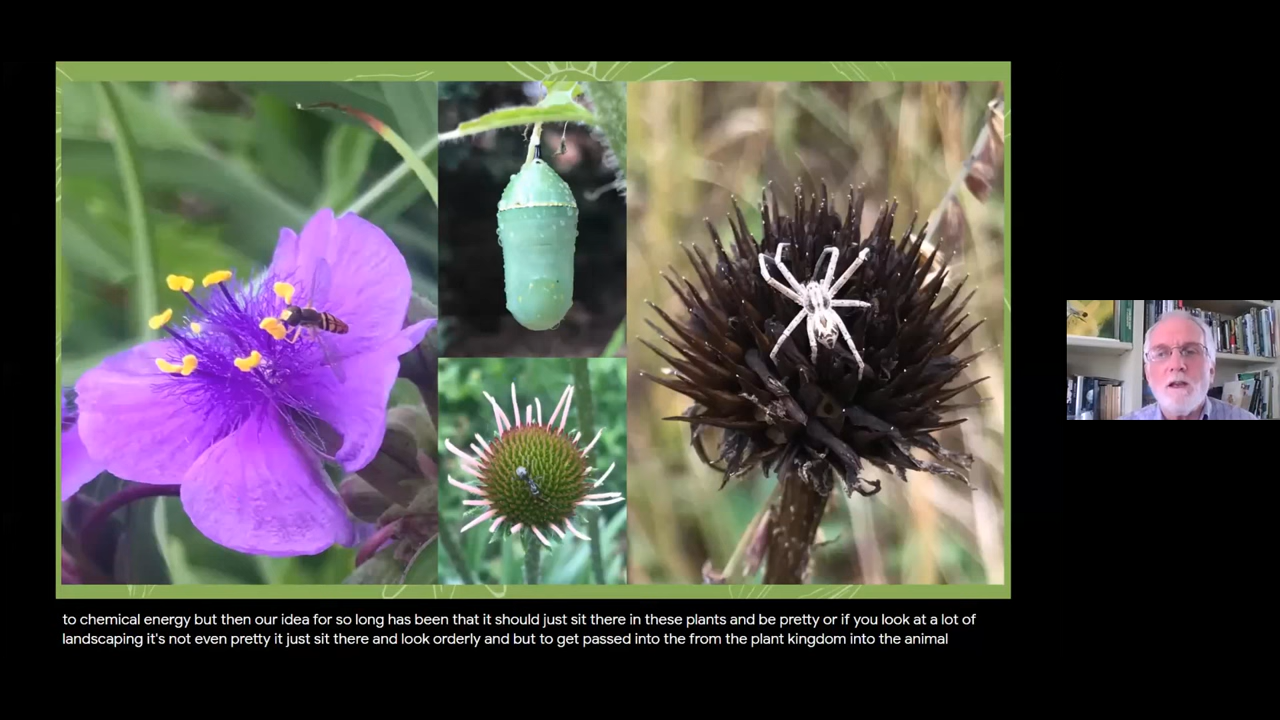 to chemical energy but then our idea for so long has been that it should just sit there in these plants and be pretty or if you look at a lot of
landscaping it's not even pretty it just sit there and look orderly and but to get passed into the from the plant kingdom into the animal